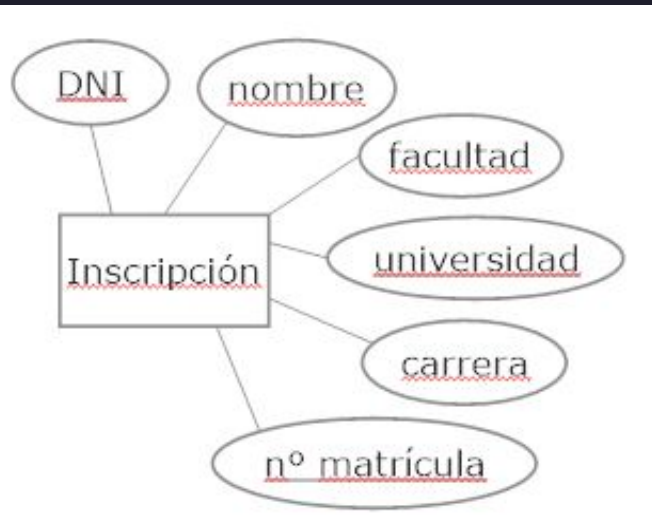 DNI
nombre
facultad
Inscripción
universidad
carrera
nº matrícula